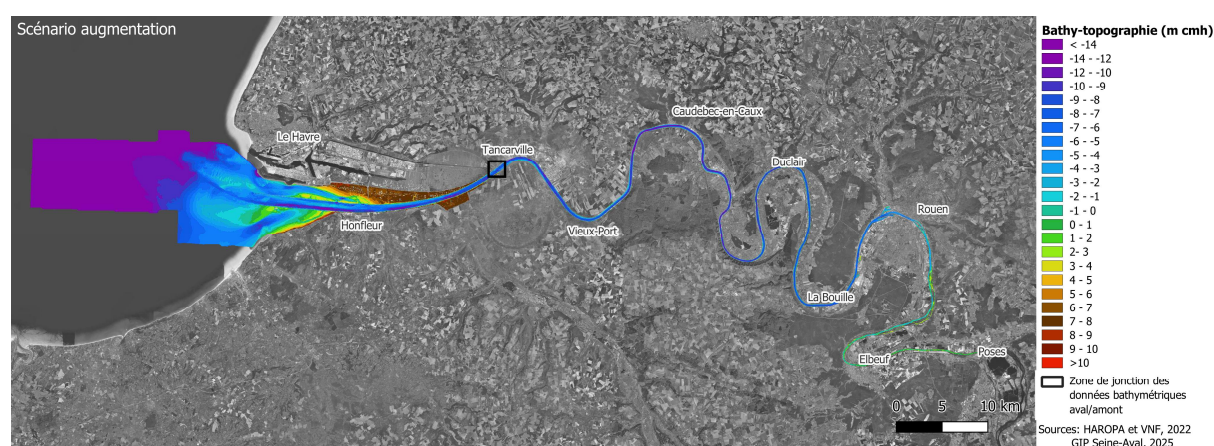 Scénario augmentation
Le Havre
Honfleur
Tancarville
Vieux-Port
Caudebec-en-Caux
Duclair
La Bouille
Rouen
Elbeuf
Poses
0 5 10 km
Bathy-topographie (m cmh)
< -14
-14 - -12
-12 - -10
-10 - -9
-9 - -8
-8 - -7
-7 - -6
-6 - -5
-5 - -4
-4 - -3
-3 - -2
-2 - -1
-1 - 0
0 - 1
1 - 2
2- 3
3 - 4
4 - 5
5 - 6
6 - 7
7 - 8
8 - 9
9 - 10
>10
Zone de jonction des
données bathymétriques
aval/amont
Sources: HAROPA et VNF, 2022
GIP Seine-Aval, 2025